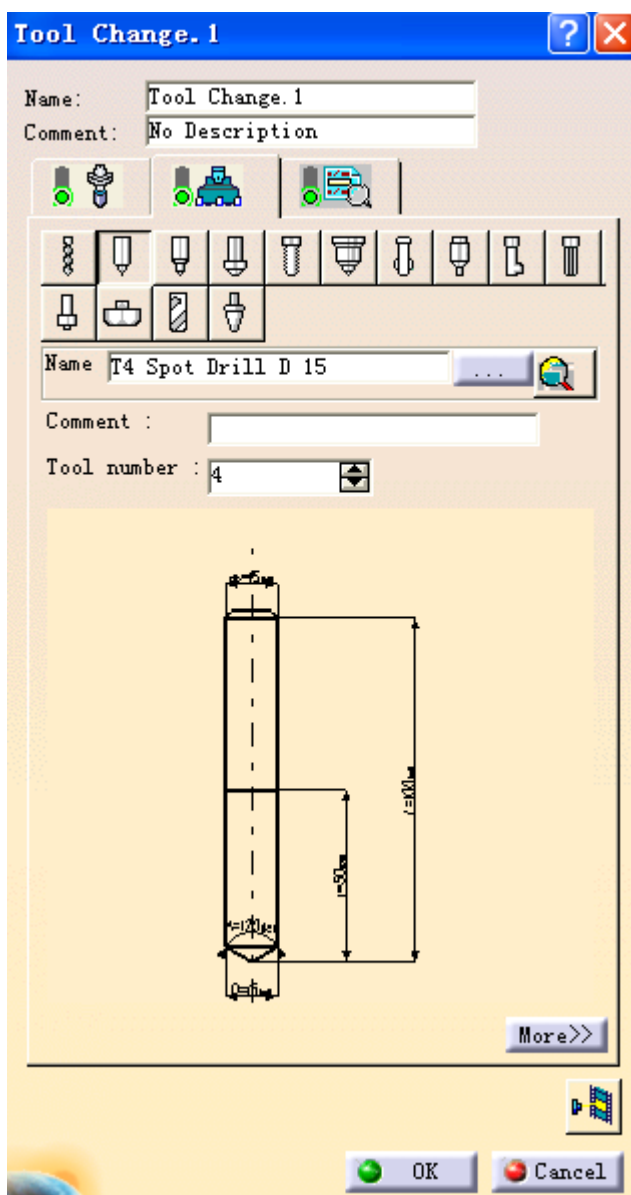 Tool Change.1
Name: Tool Change.1
Comment: No Description
Name T4 Spot Drill D 15 ...
Comment :
Tool number : 4
More>>
OK Cancel